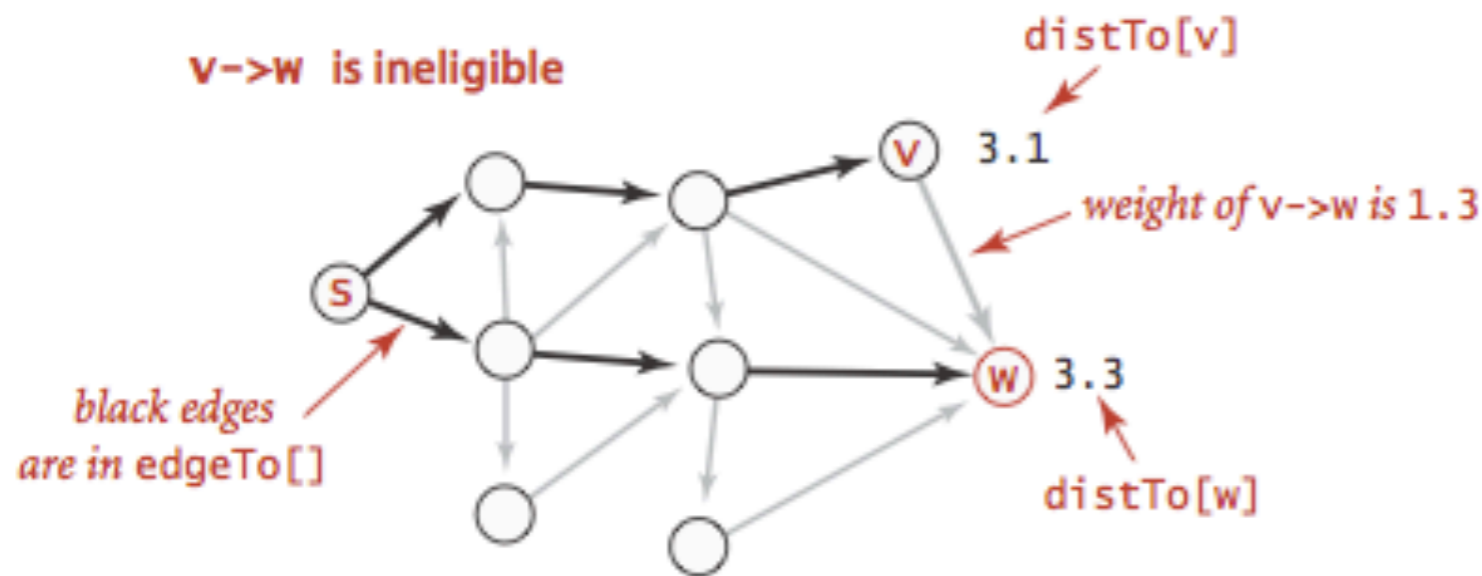 distTo[v]
v->w is ineligible
v
3.1
weight of v->w is 1.3
s
black edges
are in edgeTo[]
w
3.3
distTo[w]